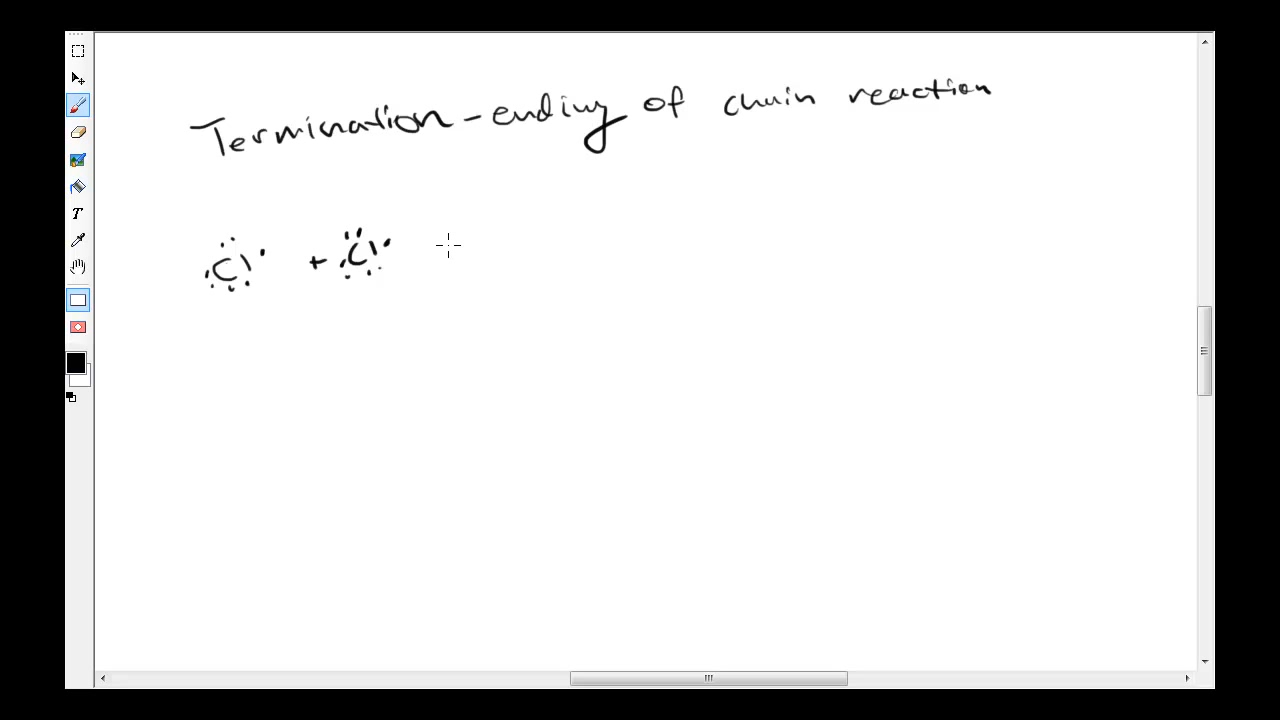 Termination - ending of chain reaction
Cl + Cl
T